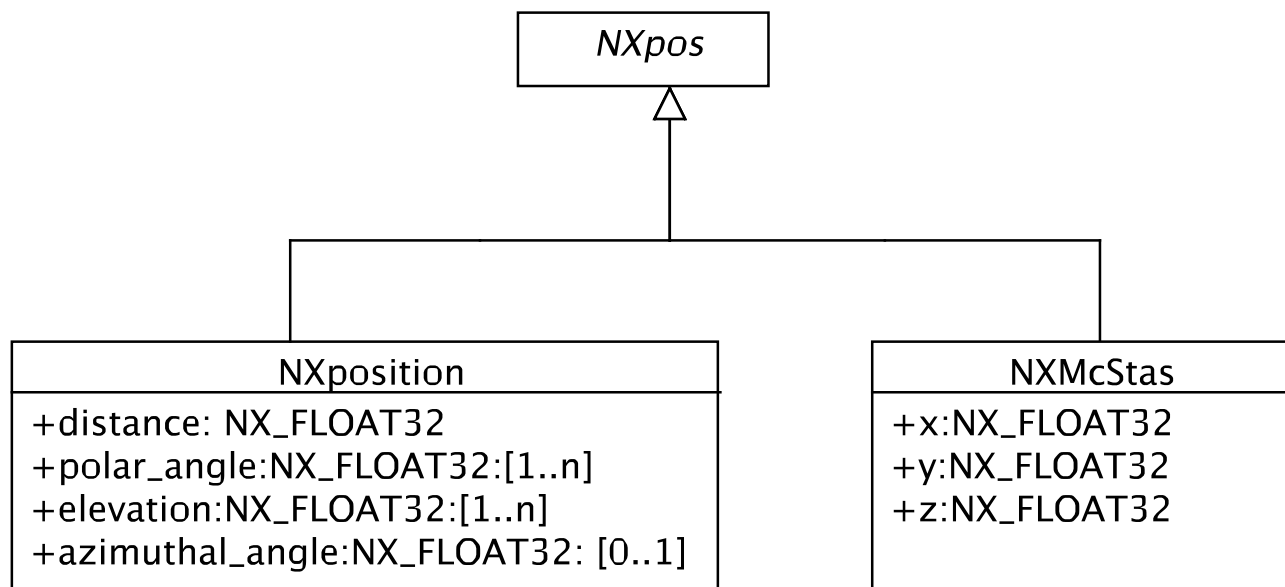 NXpos
NXposition
+distance: NX_FLOAT32
+polar_angle:NX_FLOAT32:[1..n]
+elevation:NX_FLOAT32:[1..n]
+azimuthal_angle:NX_FLOAT32: [0..1]
NXMcStas
+x:NX_FLOAT32
+y:NX_FLOAT32
+z:NX_FLOAT32